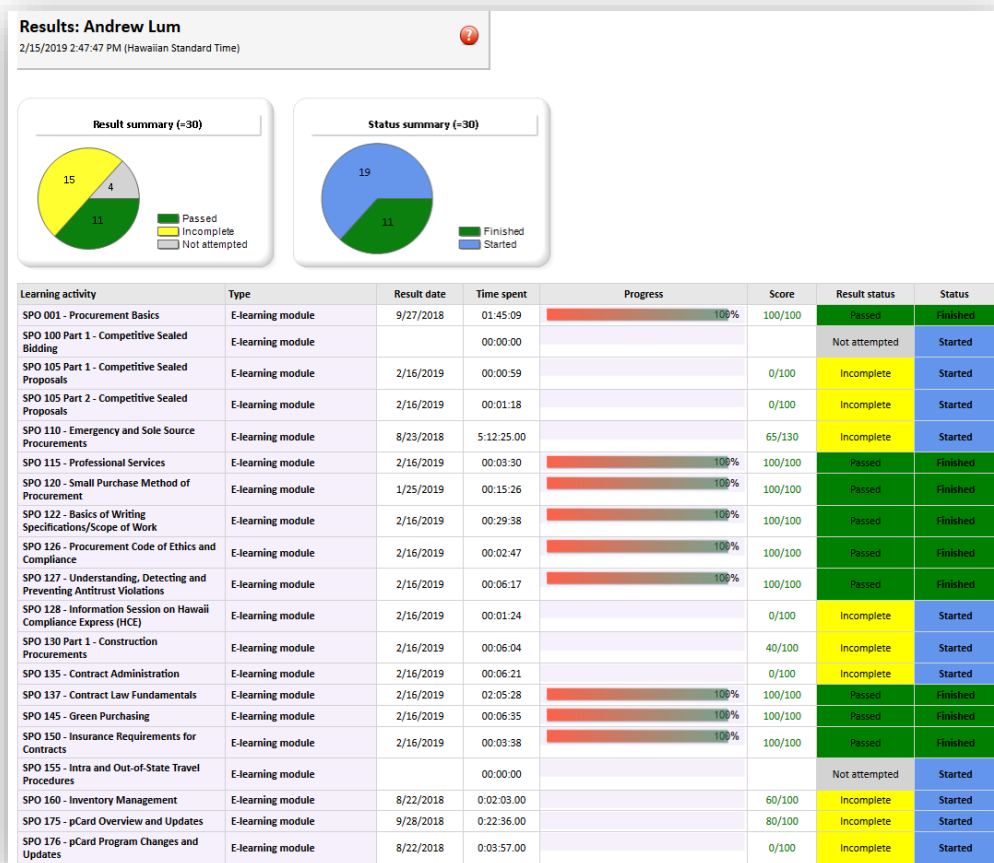 Results: Andrew Lum
2/15/2019 2:47:47 PM (Hawaiian Standard Time)
?
Result summary (=30)
15
4
11
Passed
Incomplete
Not attempted
Status summary (=30)
19
11
Finished
Started
Learning activity Type Result date Time spent Progress Score Result status Status
SPO 001 - Procurement Basics E-learning module 9/27/2018 01:45:09 100% 100/100 Passed Finished
SPO 100 Part 1 - Competitive Sealed
Bidding E-learning module 00:00:00 Not attempted Started
SPO 105 Part 1 - Competitive Sealed
Proposals E-learning module 2/16/2019 00:00:59 0/100 Incomplete Started
SPO 105 Part 2 - Competitive Sealed
Proposals E-learning module 2/16/2019 00:01:18 0/100 Incomplete Started
SPO 110 - Emergency and Sole Source
Procurements E-learning module 8/23/2018 5:12:25.00 65/130 Incomplete Started
SPO 115 - Professional Services E-learning module 2/16/2019 00:03:30 100% 100/100 Passed Finished
SPO 120 - Small Purchase Method of
Procurement E-learning module 1/25/2019 00:15:26 100% 100/100 Passed Finished
SPO 122 - Basics of Writing
Specifications/Scope of Work E-learning module 2/16/2019 00:29:38 100% 100/100 Passed Finished
SPO 126 - Procurement Code of Ethics and
Compliance E-learning module 2/16/2019 00:02:47 100% 100/100 Passed Finished
SPO 127 - Understanding, Detecting and
Preventing Antitrust Violations E-learning module 2/16/2019 00:06:17 100% 100/100 Passed Finished
SPO 128 - Information Session on Hawaii
Compliance Express (HCE) E-learning module 2/16/2019 00:01:24 0/100 Incomplete Started
SPO 130 Part 1 - Construction
Procurements E-learning module 2/16/2019 00:06:04 40/100 Incomplete Started
SPO 135 - Contract Administration E-learning module 2/16/2019 00:06:21 0/100 Incomplete Started
SPO 137 - Contract Law Fundamentals E-learning module 2/16/2019 02:05:28 100% 100/100 Passed Finished
SPO 145 - Green Purchasing E-learning module 2/16/2019 00:06:35 100% 100/100 Passed Finished
SPO 150 - Insurance Requirements for
Contracts E-learning module 2/16/2019 00:03:38 100% 100/100 Passed Finished
SPO 155 - Intra and Out-of-State Travel
Procedures E-learning module 00:00:00 Not attempted Started
SPO 160 - Inventory Management E-learning module 8/22/2018 0:02:03.00 60/100 Incomplete Started
SPO 175 - pCard Overview and Updates E-learning module 9/28/2018 0:22:36.00 80/100 Incomplete Started
SPO 176 - pCard Program Changes and
Updates E-learning module 8/22/2018 0:03:57.00 0/100 Incomplete Started